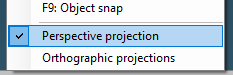 F9: Object snap
Perspective projection
Orthographic projections